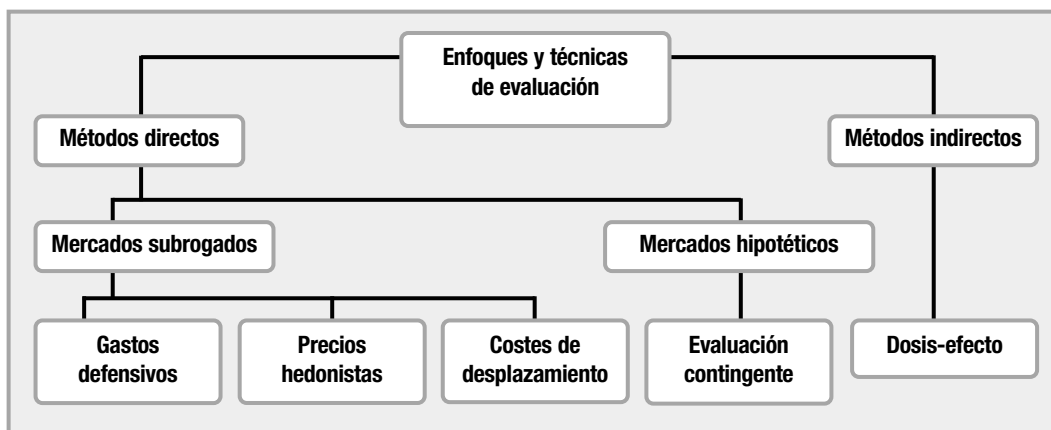 Enfoques y técnicas
de evaluación
Métodos directos
Métodos indirectos
Mercados subrogados
Mercados hipotéticos
Gastos
defensivos
Precios
hedonistas
Costes de
desplazamiento
Evaluación
contingente
Dosis-efecto